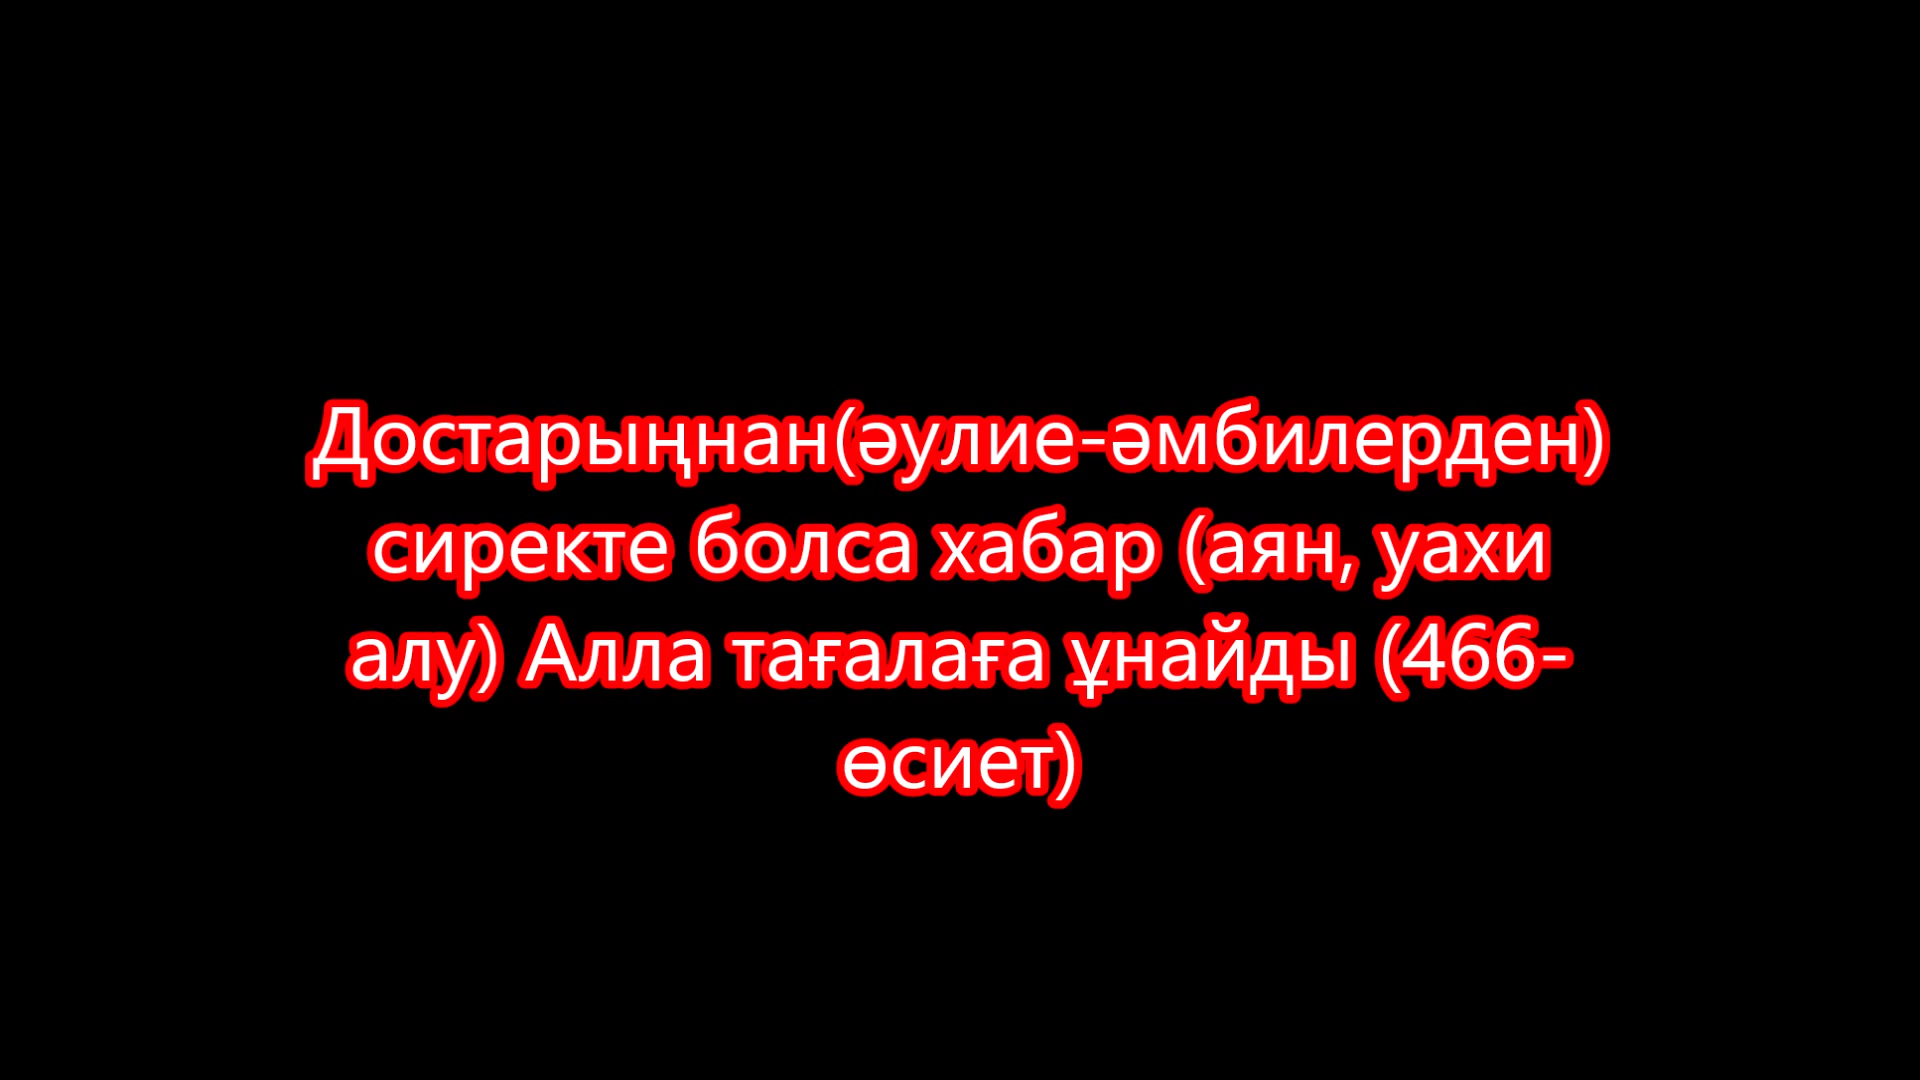 Достарыңнан(әулие-әмбилерден)
сиректе болса хабар (аян, уахи
алу) Алла тағалаға ұнайды (466-
өсиет)